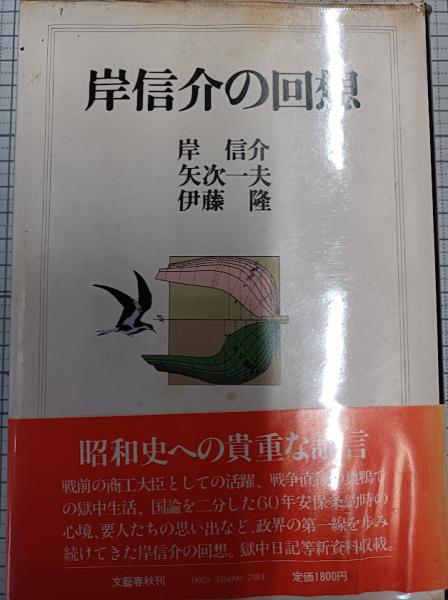 岸信介の回想
岸 信介
矢次一夫
伊藤 隆
昭和史への貴重な証言
戦前の商工大臣としての活躍、戦争直後の巣鴨で
の獄中生活、国論を二分した60年安保条約時の
心境、要人たちの思い出など、政界の第一線を歩み
続けてきた岸信介の回想。獄中日記等新資料収載。
文藝春秋刊 0023-336690-7384 定価1800円